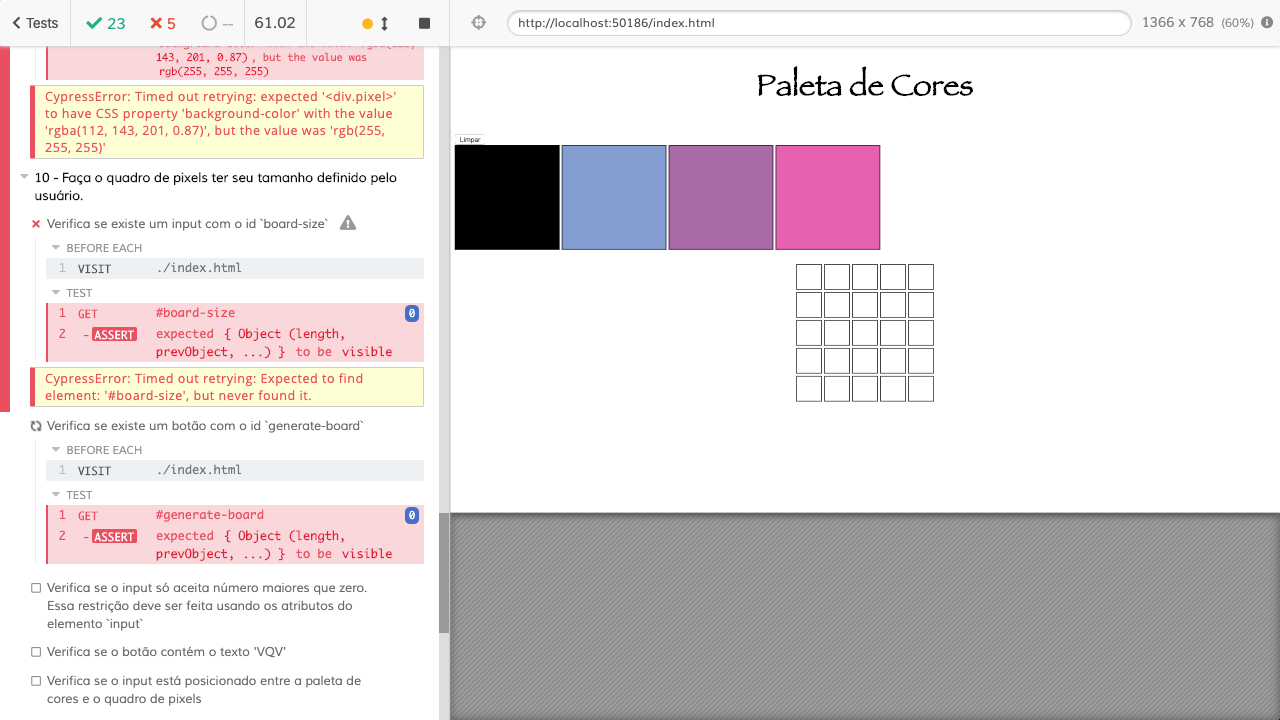 Tests
23
5
--
61.02
http://localhost:50186/index.html
1366 x 768 (60%)
143, 201, 0.87) , but the value was
rgb(255, 255, 255)
CypressError: Timed out retrying: expected '<div.pixel>'
to have CSS property 'background-color' with the value
'rgba(112, 143, 201, 0.87)', but the value was 'rgb(255,
255, 255)'
10 - Faça o quadro de pixels ter seu tamanho definido pelo
usuário.
Verifica se existe um input com o id `board-size`
BEFORE EACH
1 VISIT ./index.html
TEST
1 GET #board-size 0
2 -ASSERT expected { Object (length,
prevObject, ...) } to be visible
CypressError: Timed out retrying: Expected to find
element: '#board-size', but never found it.
Verifica se existe um botão com o id `generate-board`
BEFORE EACH
1 VISIT ./index.html
TEST
1 GET #generate-board 0
2 -ASSERT expected { Object (length,
prevObject, ...) } to be visible
Verifica se o input só aceita número maiores que zero.
Essa restrição deve ser feita usando os atributos do
elemento `input`
Verifica se o botão contém o texto 'VQV'
Verifica se o input está posicionado entre a paleta de
cores e o quadro de pixels
Paleta de Cores
Limpar